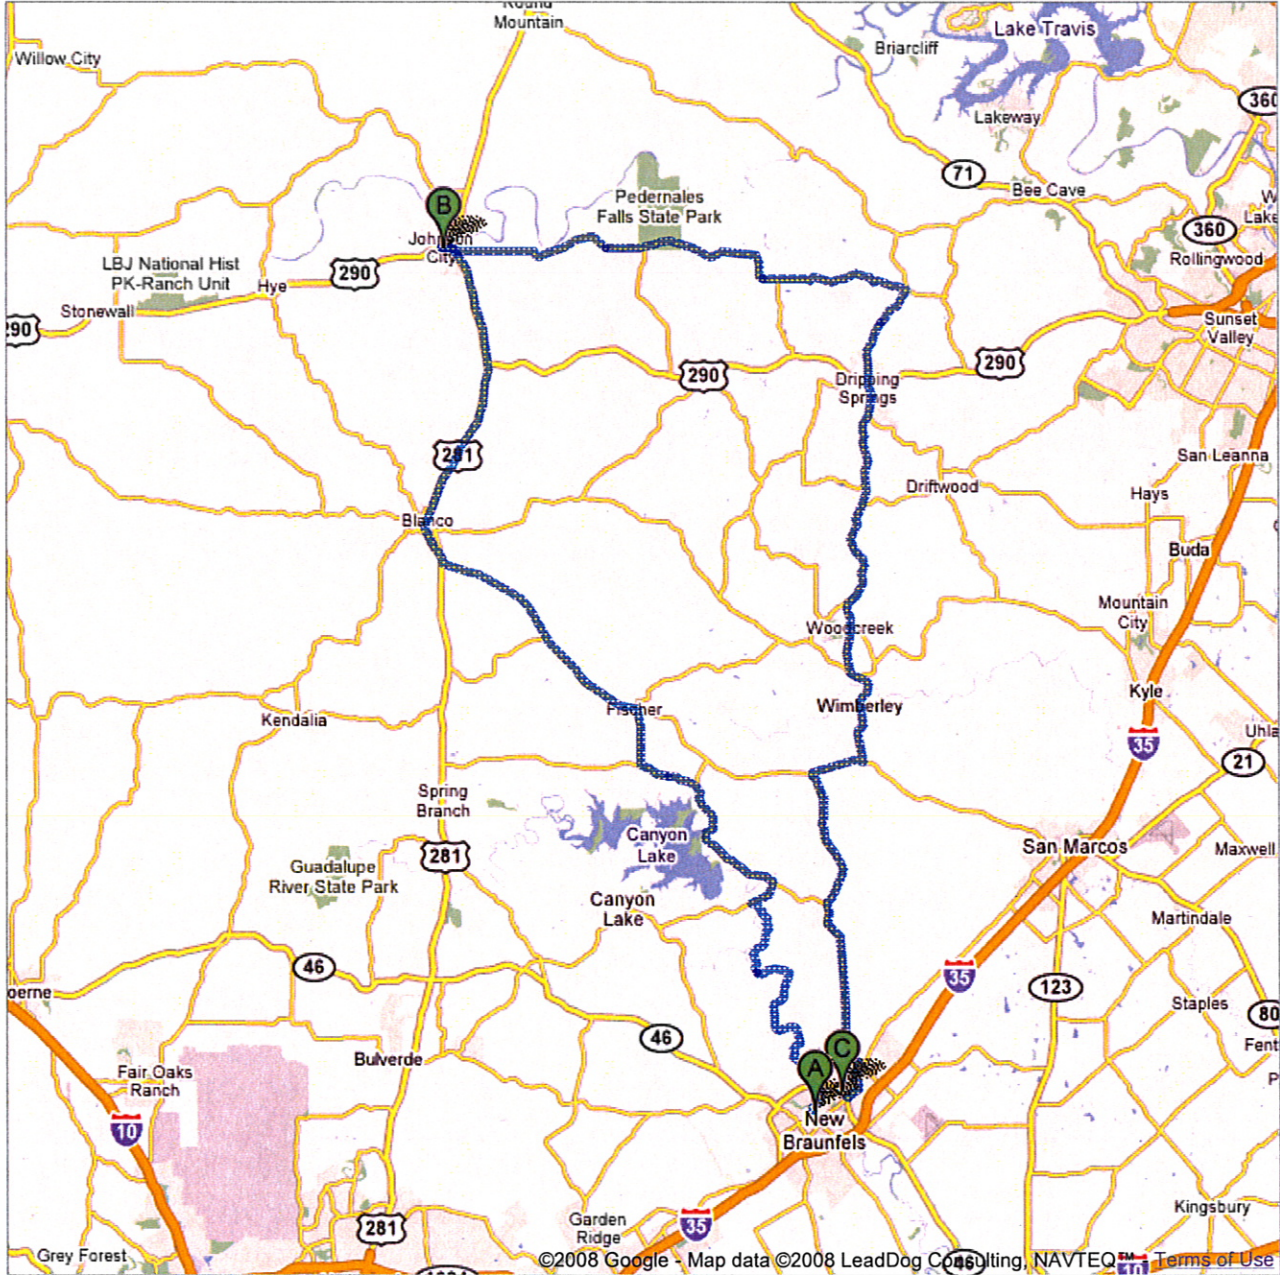 Round
Mountain
Willow City
Lake Travis
Briarcliff
Lakeway
360
71
Bee Cave
Pedernales
Falls State Park
B
360
Rollingwood
Johnson
City
LBJ National Hist
PK-Ranch Unit
290
Hye
Stonewall
290
Sunset
Valley
290
290
Dripping
Springs
281
San Leanna
Driftwood
Hays
Blanco
Buda
Mountain
City
Woodcreek
Kyle
Fischer
Wimberley
Kendalia
35
21
Spring
Branch
Canyon
Lake
281
San Marcos
Maxwell
Guadalupe
River State Park
Canyon
Lake
Martindale
46
35
123
Staples
80
46
C
Bulverde
A
Fair Oaks
Ranch
New
Braunfels
10
Kingsbury
Garden
Ridge
35
281
Grey Forest
©2008 Google - Map data ©2008 LeadDog Consulting, NAVTEQ™ Terms of Use
46
10